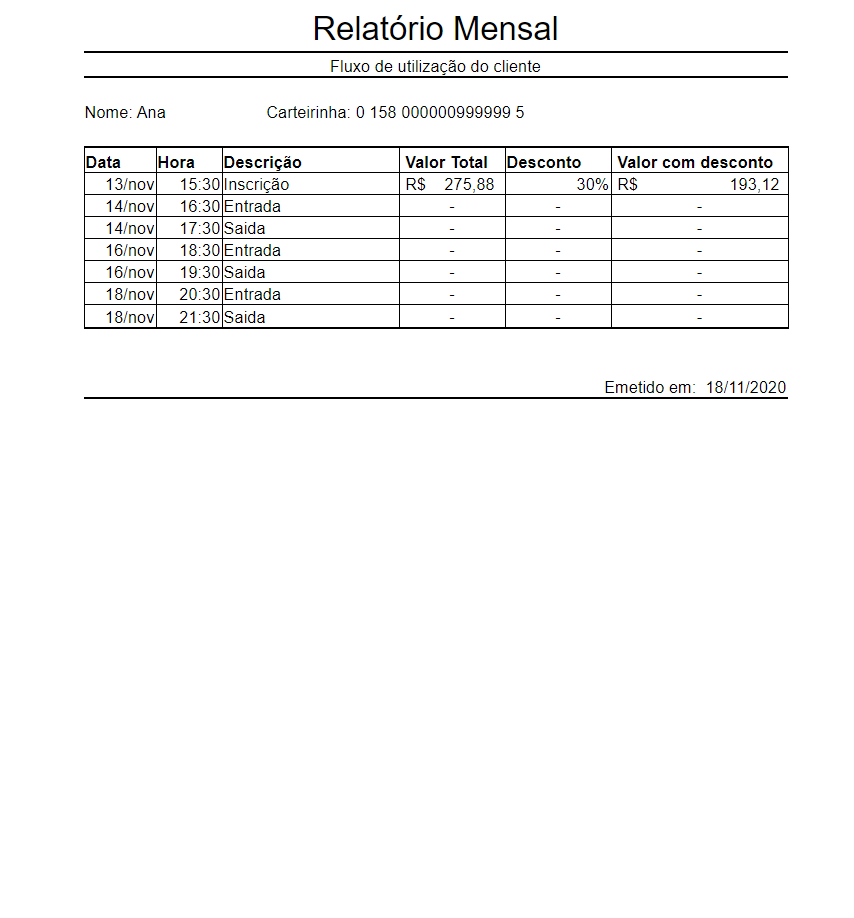 Relatório Mensal
Fluxo de utilização do cliente
Nome: Ana Carteirinha: 0 158 000000999999 5
Data Hora Descrição Valor Total Desconto Valor com desconto
13/nov 15:30 Inscrição R$ 275,88 30% R$ 193,12
14/nov 16:30 Entrada - - -
14/nov 17:30 Saida - - -
16/nov 18:30 Entrada - - -
16/nov 19:30 Saida - - -
18/nov 20:30 Entrada - - -
18/nov 21:30 Saida - - -
Emetido em: 18/11/2020